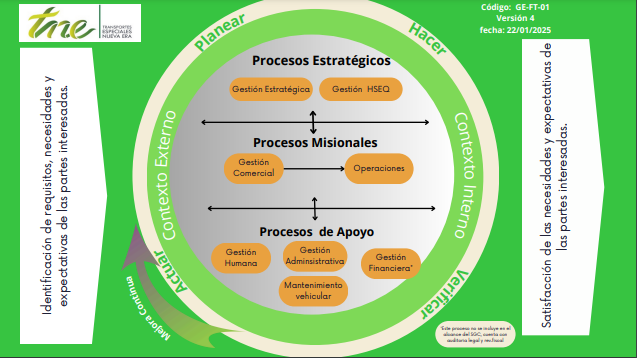 tne
TRANSPORTES
ESPECIALES
NUEVA ERA
Código: GE-FT-01
Versión 4
fecha: 22/01/2025
Identificación de requisitos, necesidades y
expectativas de las partes interesadas.
Planear
Hacer
Verificar
Actuar
Mejora Continua
Contexto Externo
Contexto Interno
Procesos Estratégicos
Gestión Estratégica
Gestión HSEQ
Procesos Misionales
Gestión
Comercial
Operaciones
Procesos de Apoyo
Gestión
Humana
Gestión
Adminsistrativa
Gestión
Financiera*
Mantenimiento
vehicular
Satisfacción de las necesidades y expectativas de
las partes interesadas.
*Este proceso no se incluye en el
alcance del SGC, cuenta con
auditoria legal y rev.fiscal